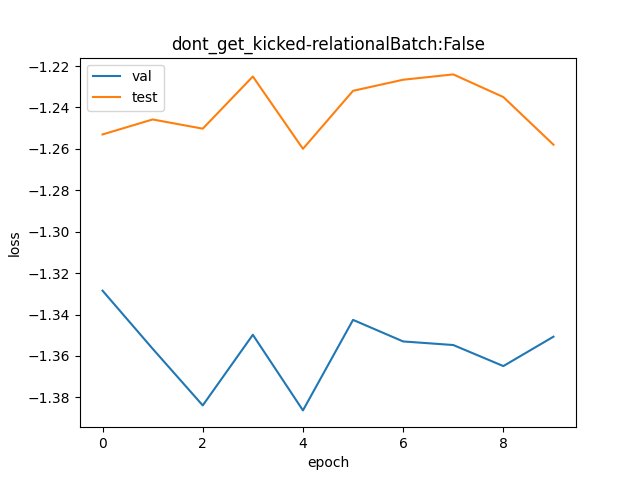 dont_get_kicked-relationalBatch:False
val
test
−1.22
−1.24
−1.26
−1.28
−1.30
−1.32
−1.34
−1.36
−1.38
loss
0 2 4 6 8
epoch